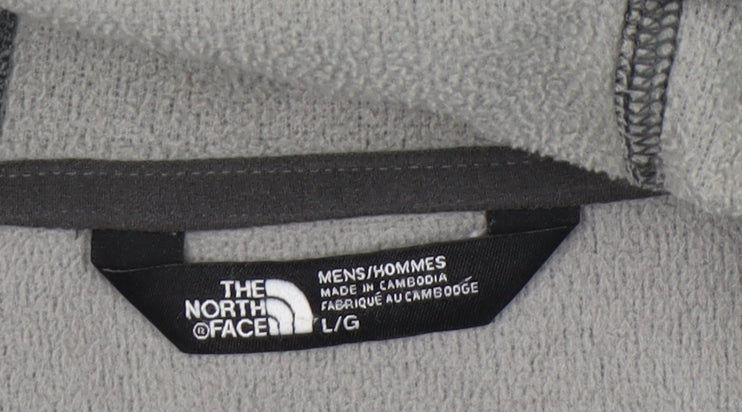 THE
NORTH
®FACE
MENS/HOMMES
MADE IN CAMBODIA
FABRIQUÉ AU CAMBODGE
L/G